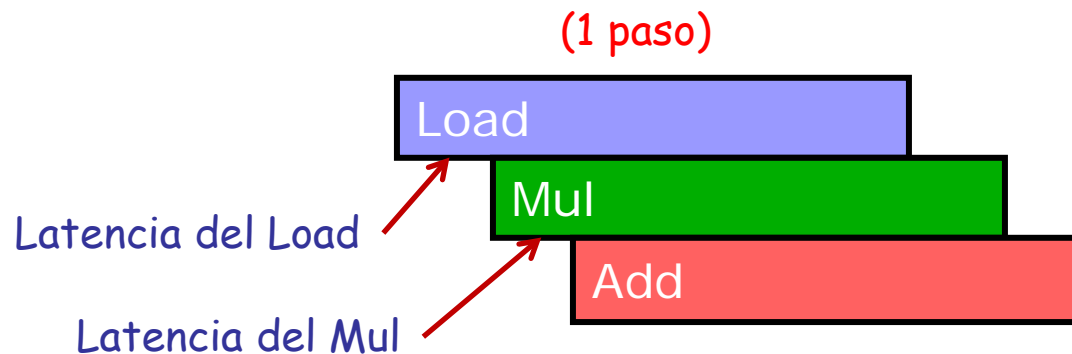 (1 paso)
Load
Mul
Latencia del Load
Add
Latencia del Mul